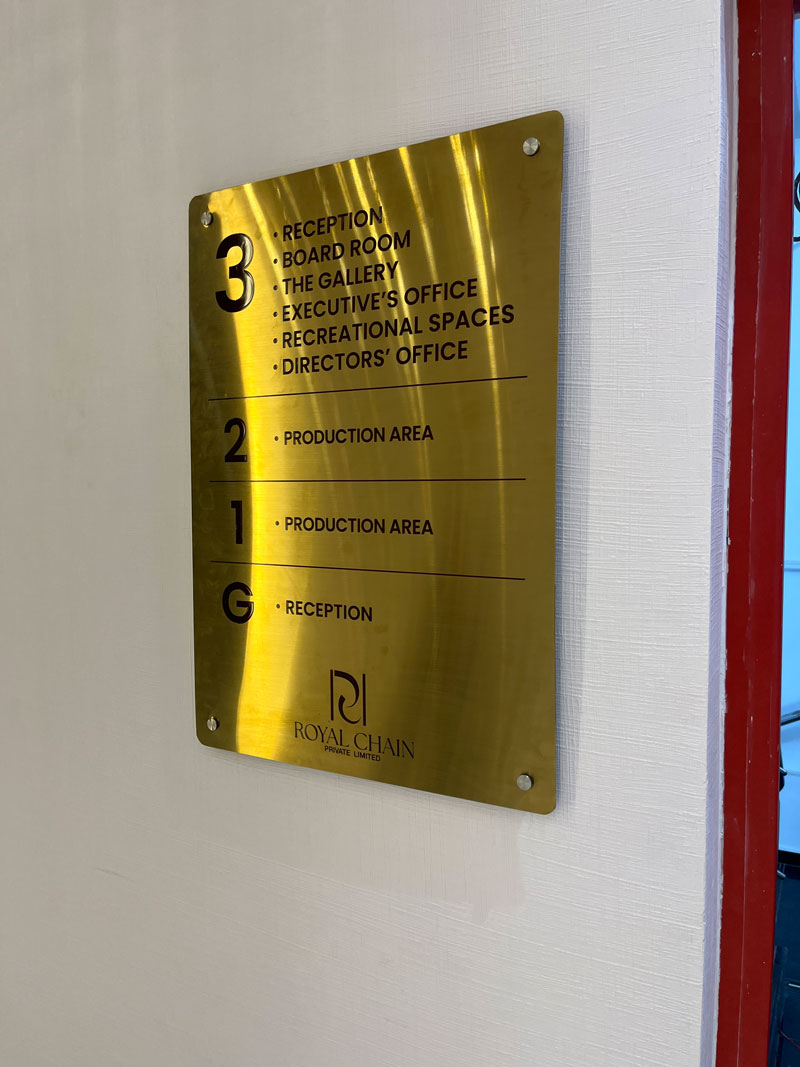 3
• RECEPTION
• BOARD ROOM
• THE GALLERY
• EXECUTIVE'S OFFICE
• RECREATIONAL SPACES
• DIRECTORS' OFFICE
2
• PRODUCTION AREA
1
• PRODUCTION AREA
G
• RECEPTION
ROYAL CHAIN
PRIVATE LIMITED